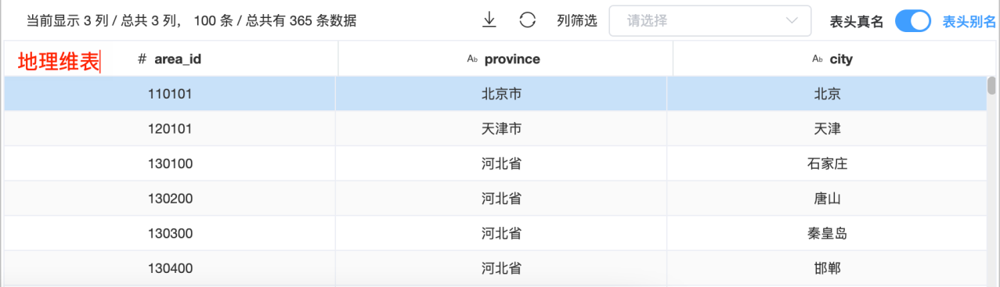 当前显示 3 列 / 总共 3 列， 100 条 / 总共有 365 条数据 列筛选 请选择 表头真名 表头别名
地理维表 # area_id Ab province Ab city
110101 北京市 北京
120101 天津市 天津
130100 河北省 石家庄
130200 河北省 唐山
130300 河北省 秦皇岛
130400 河北省 邯郸